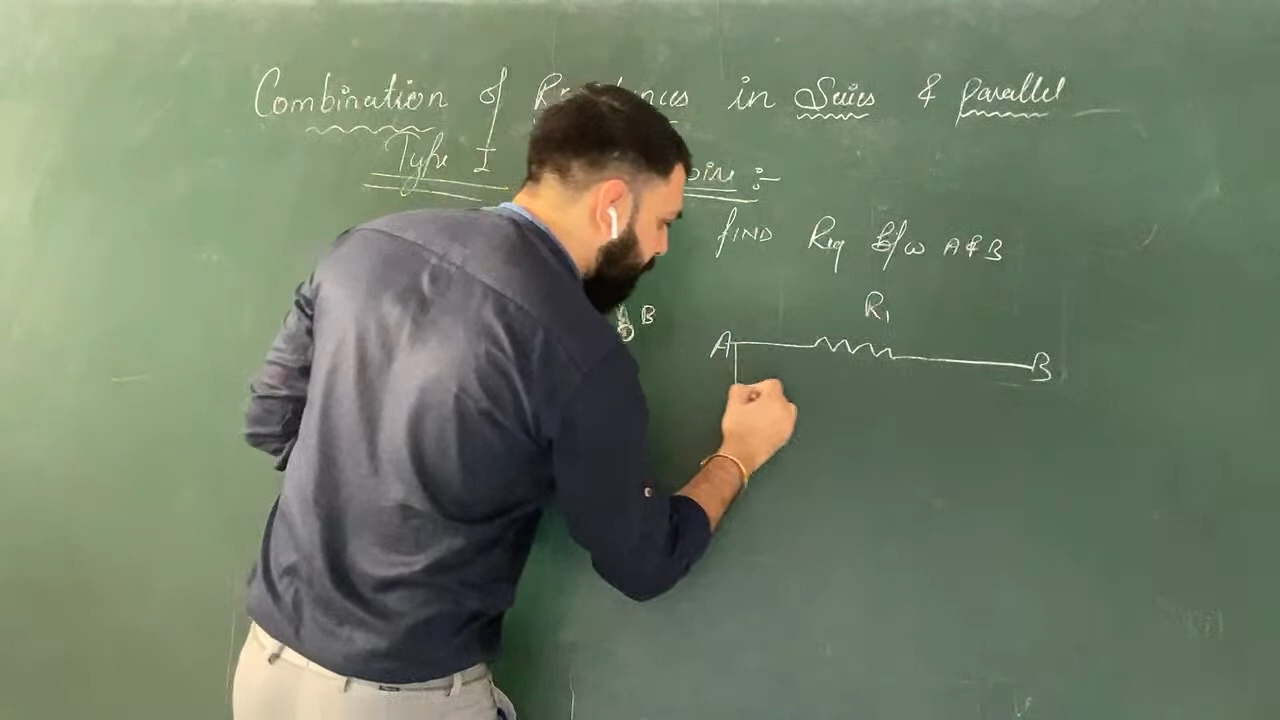 Combination of in Series & parallel
Type I :-
FIND Req B/w A & B
B
R₁
A B